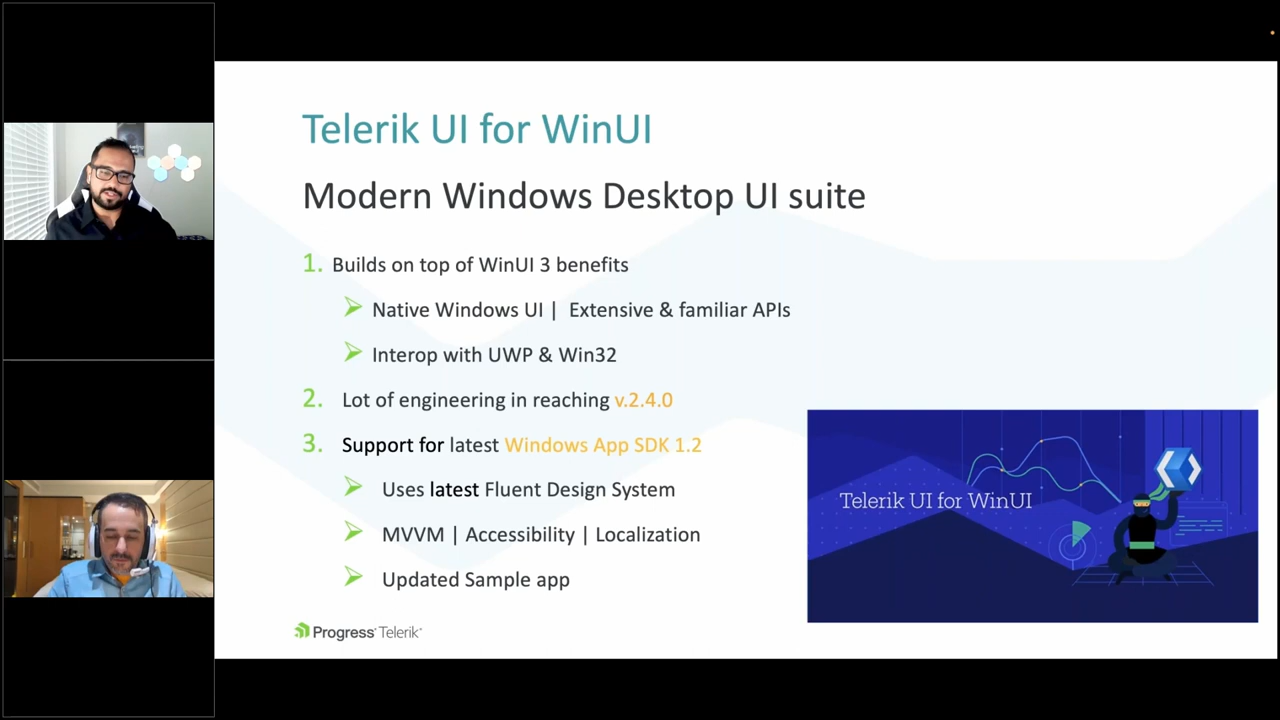 Telerik UI for WinUI
Modern Windows Desktop UI suite
1. Builds on top of WinUI 3 benefits
Native Windows UI | Extensive & familiar APIs
Interop with UWP & Win32
2. Lot of engineering in reaching v.2.4.0
3. Support for latest Windows App SDK 1.2
Uses latest Fluent Design System
MVVM | Accessibility | Localization
Updated Sample app
Telerik UI for WinUI
Progress Telerik